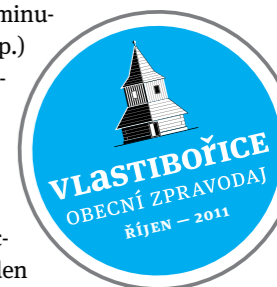 minu-
p.)
-
VLaSTIBOŘICE
OBECNÍ ZPRAVODAJ
ŘÍJEN — 2011
c-
len